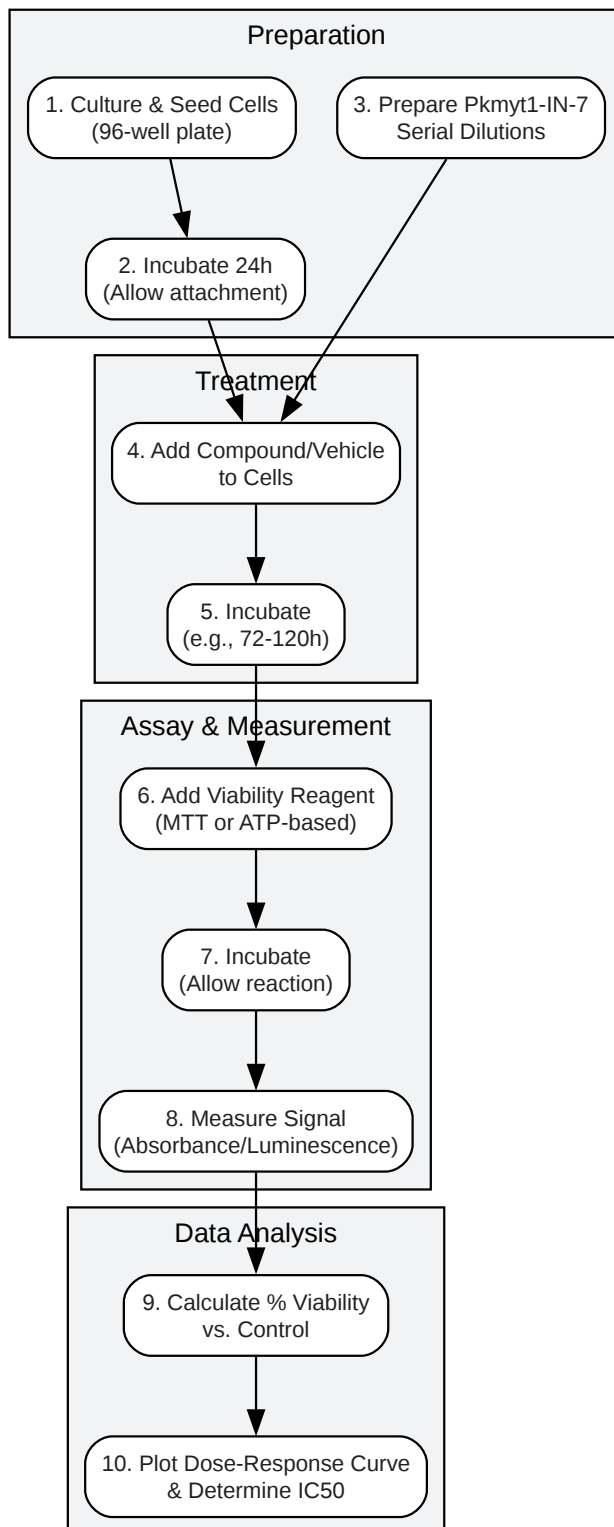 Preparation
1. Culture & Seed Cells
(96-well plate)
3. Prepare Pkmyt1-IN-7
Serial Dilutions
2. Incubate 24h
(Allow attachment)
Treatment
4. Add Compound/Vehicle
to Cells
5. Incubate
(e.g., 72-120h)
Assay & Measurement
6. Add Viability Reagent
(MTT or ATP-based)
7. Incubate
(Allow reaction)
8. Measure Signal
(Absorbance/Luminescence)
Data Analysis
9. Calculate % Viability
vs. Control
10. Plot Dose-Response Curve
& Determine IC50